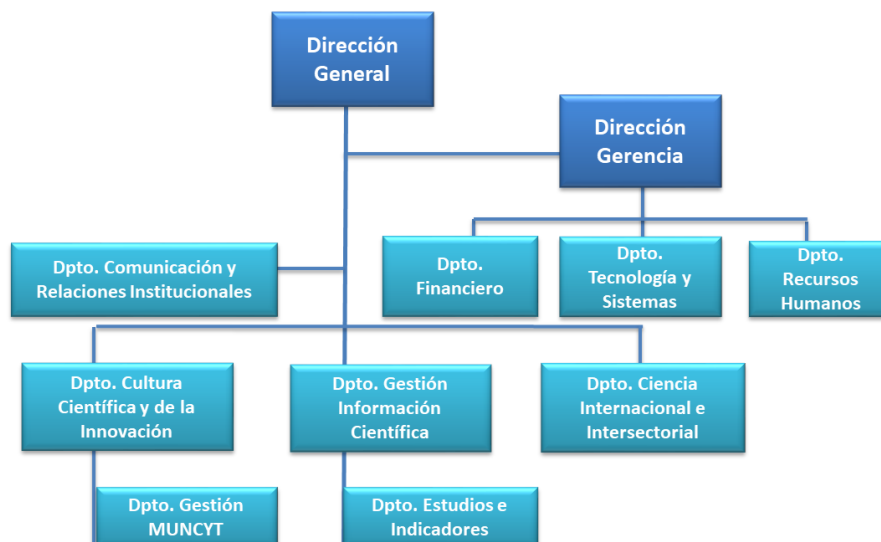 Dirección
General
Dirección
Gerencia
Dpto. Comunicación y
Relaciones Institucionales
Dpto.
Financiero
Dpto.
Tecnología y
Sistemas
Dpto.
Recursos
Humanos
Dpto. Cultura
Científica y de la
Innovación
Dpto. Gestión
Información
Científica
Dpto. Ciencia
Internacional e
Intersectorial
Dpto. Gestión
MUNCYT
Dpto. Estudios e
Indicadores